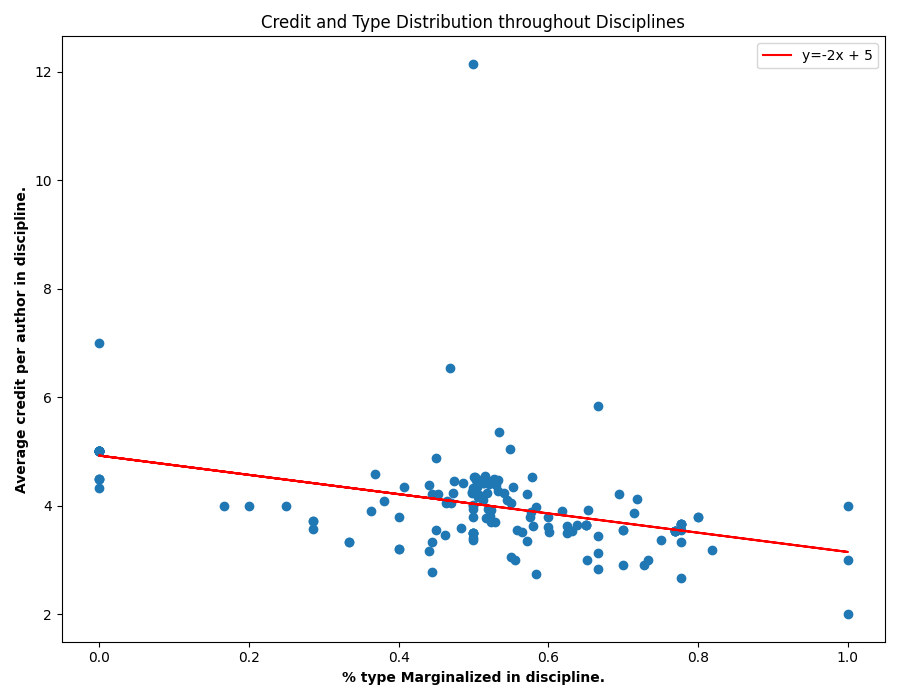 Credit and Type Distribution throughout Disciplines
y=-2x + 5
12
10
8
6
4
2
Average credit per author in discipline.
0.0 0.2 0.4 0.6 0.8 1.0
% type Marginalized in discipline.